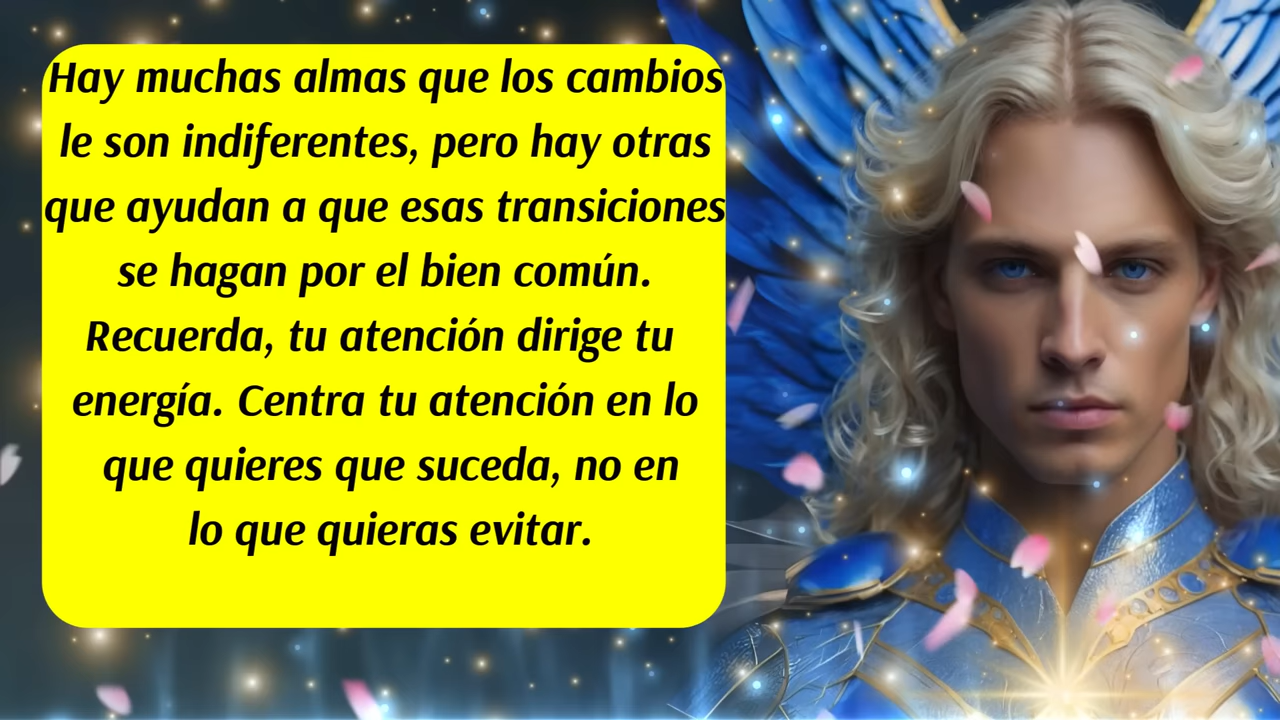 Hay muchas almas que los cambios
le son indiferentes, pero hay otras
que ayudan a que esas transiciones
se hagan por el bien común.
Recuerda, tu atención dirige tu
energía. Centra tu atención en lo
que quieres que suceda, no en
lo que quieras evitar.